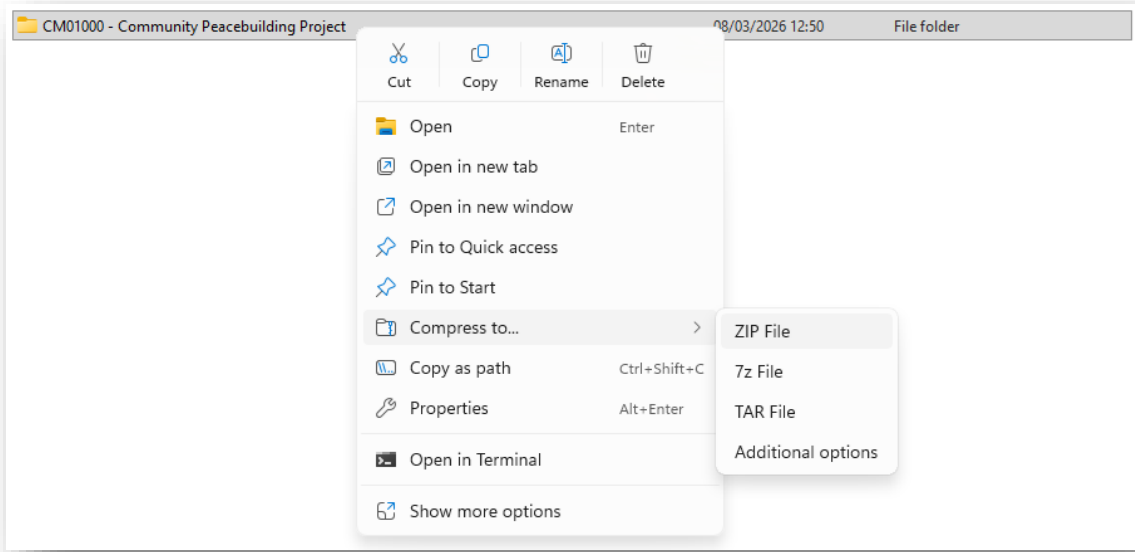 CM01000 - Community Peacebuilding Project 08/03/2026 12:50 File folder
Cut Copy Rename Delete
Open Enter
Open in new tab
Open in new window
Pin to Quick access
Pin to Start
Compress to...
ZIP File
7z File
TAR File
Additional options
Copy as path Ctrl+Shift+C
Properties Alt+Enter
Open in Terminal
Show more options